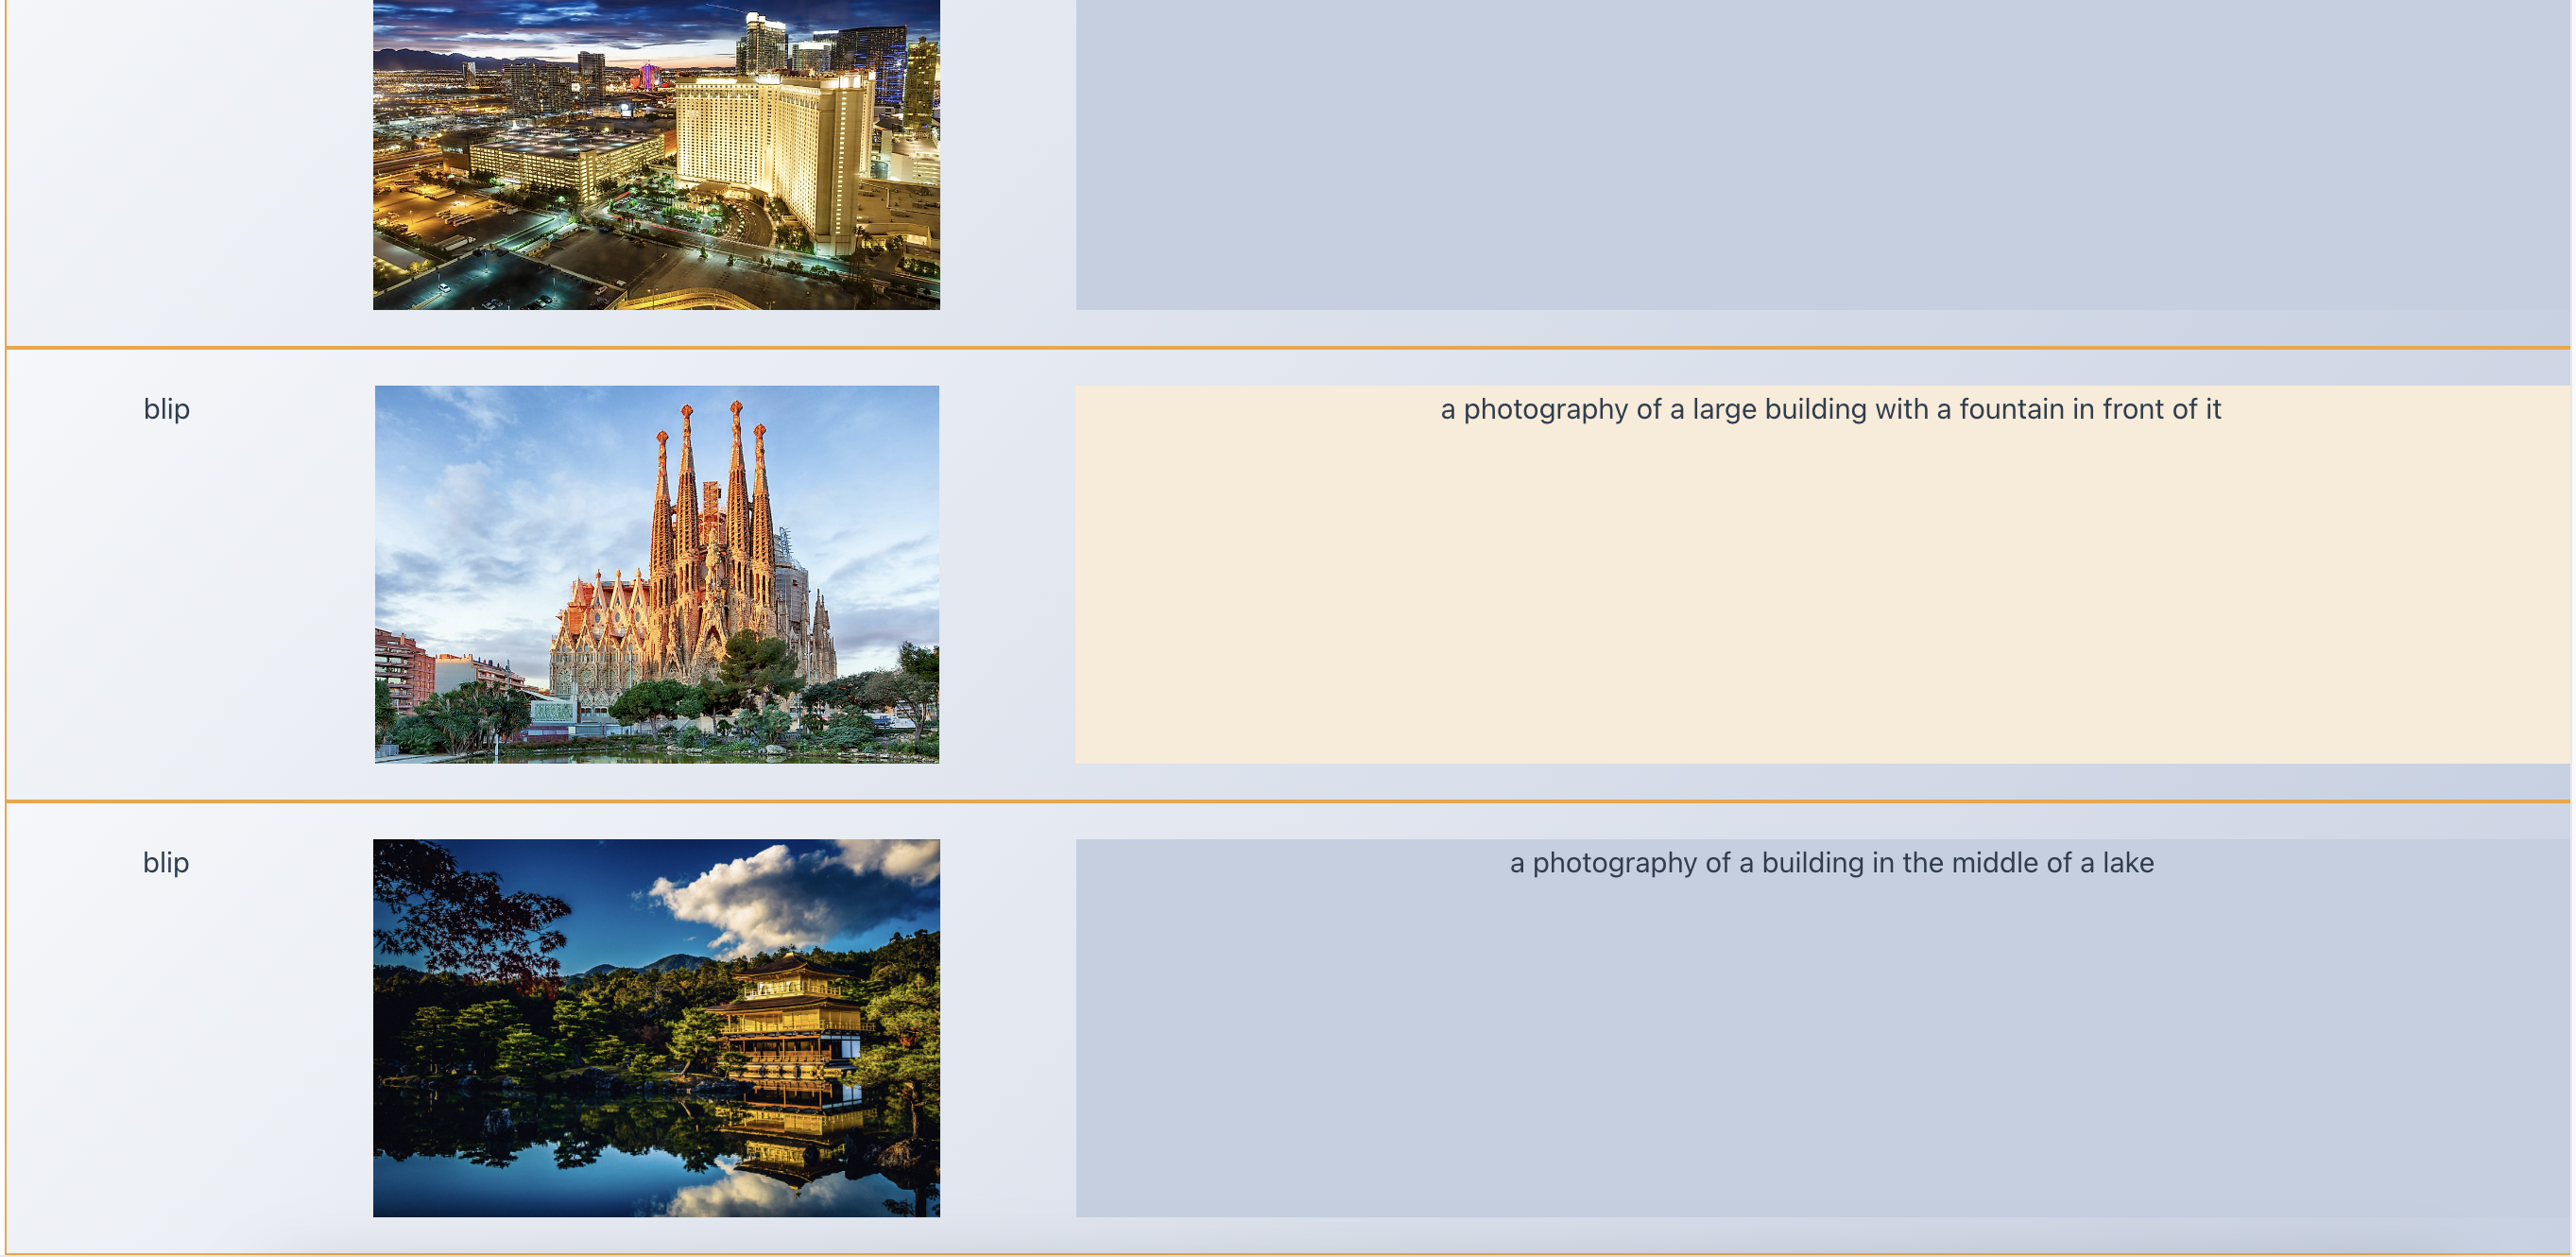 blip
a photography of a large building with a fountain in front of it
blip
a photography of a building in the middle of a lake